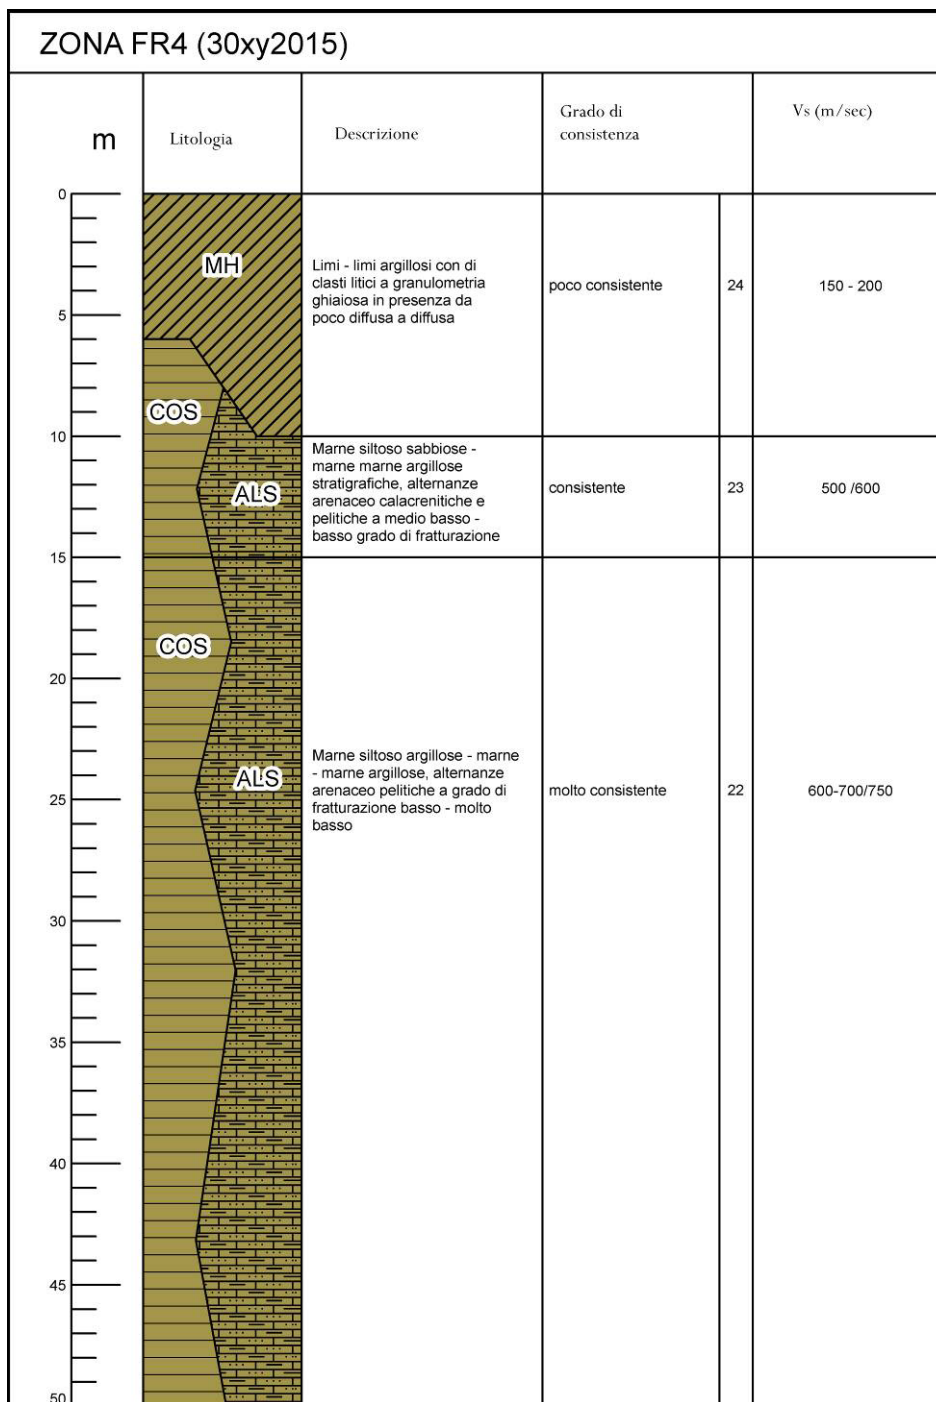 ZONA FR4 (30xy2015)
m
Litologia
Descrizione
Grado di
consistenza
Vs (m/sec)
0
MH
Limi - limi argillosi con di
clasti litici a granulometria
ghiaiosa in presenza da
poco diffusa a diffusa
poco consistente
24
150 - 200
5
COS
10
Marne siltoso sabbiose -
marne marne argillose
stratigrafiche, alternanze
arenaceo calacrenitiche e
pelitiche a medio basso -
basso grado di fratturazione
ALS
consistente
23
500 /600
15
COS
20
Marne siltoso argillose - marne
- marne argillose, alternanze
arenaceo pelitiche a grado di
fratturazione basso - molto
basso
ALS
molto consistente
22
600-700/750
25
30
35
40
45
50